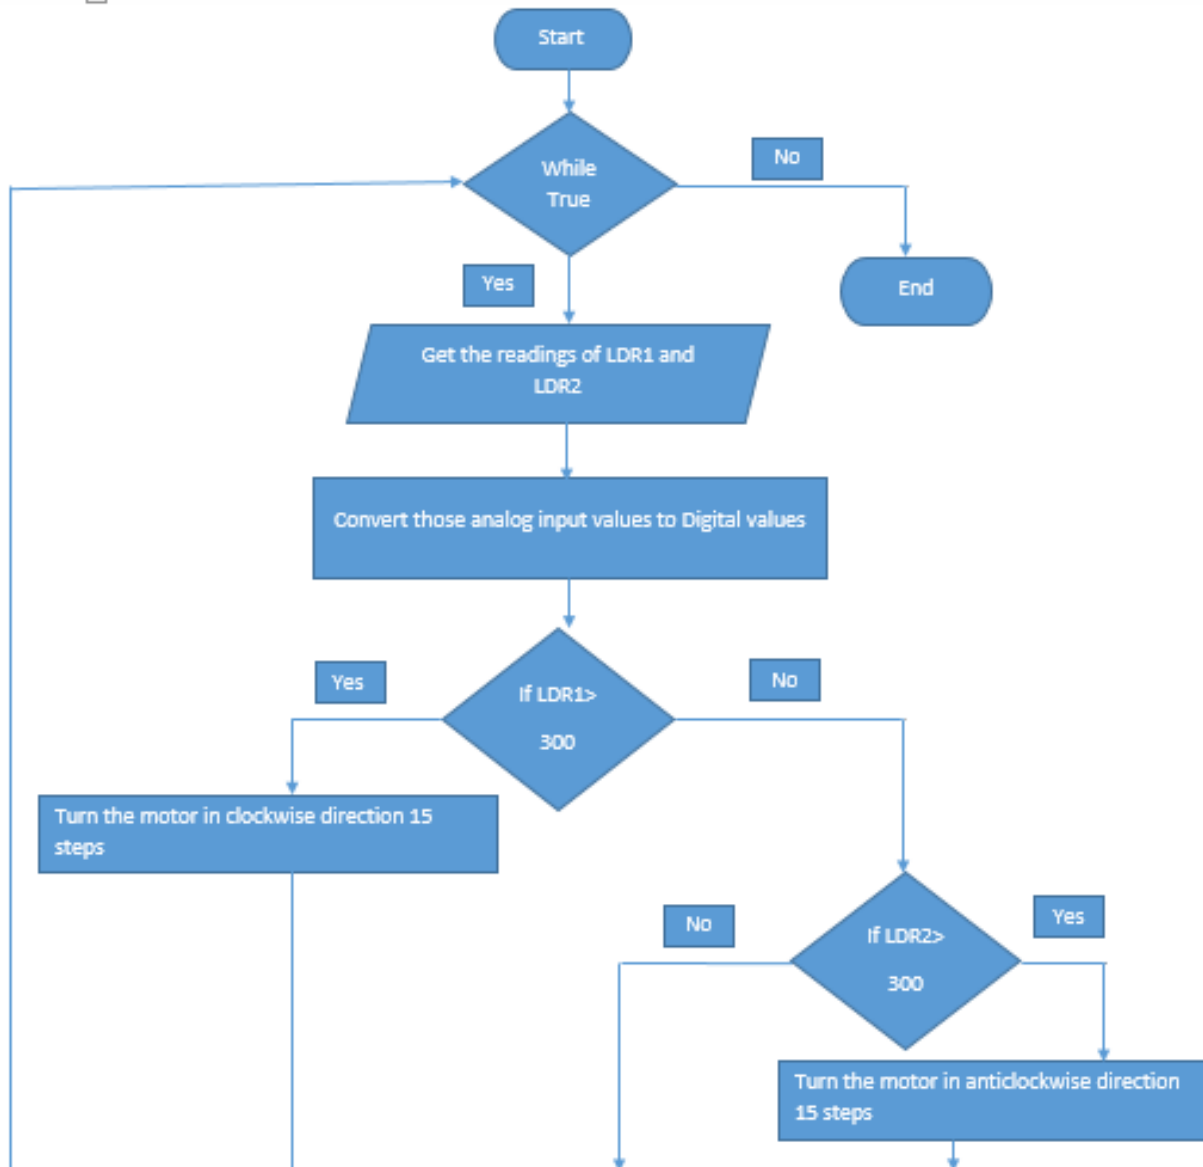 Start
While
True
No
Yes
End
Get the readings of LDR1 and
LDR2
Convert those analog input values to Digital values
If LDR1>
300
Yes
No
Turn the motor in clockwise direction 15
steps
If LDR2>
300
No
Yes
Turn the motor in anticlockwise direction
15 steps